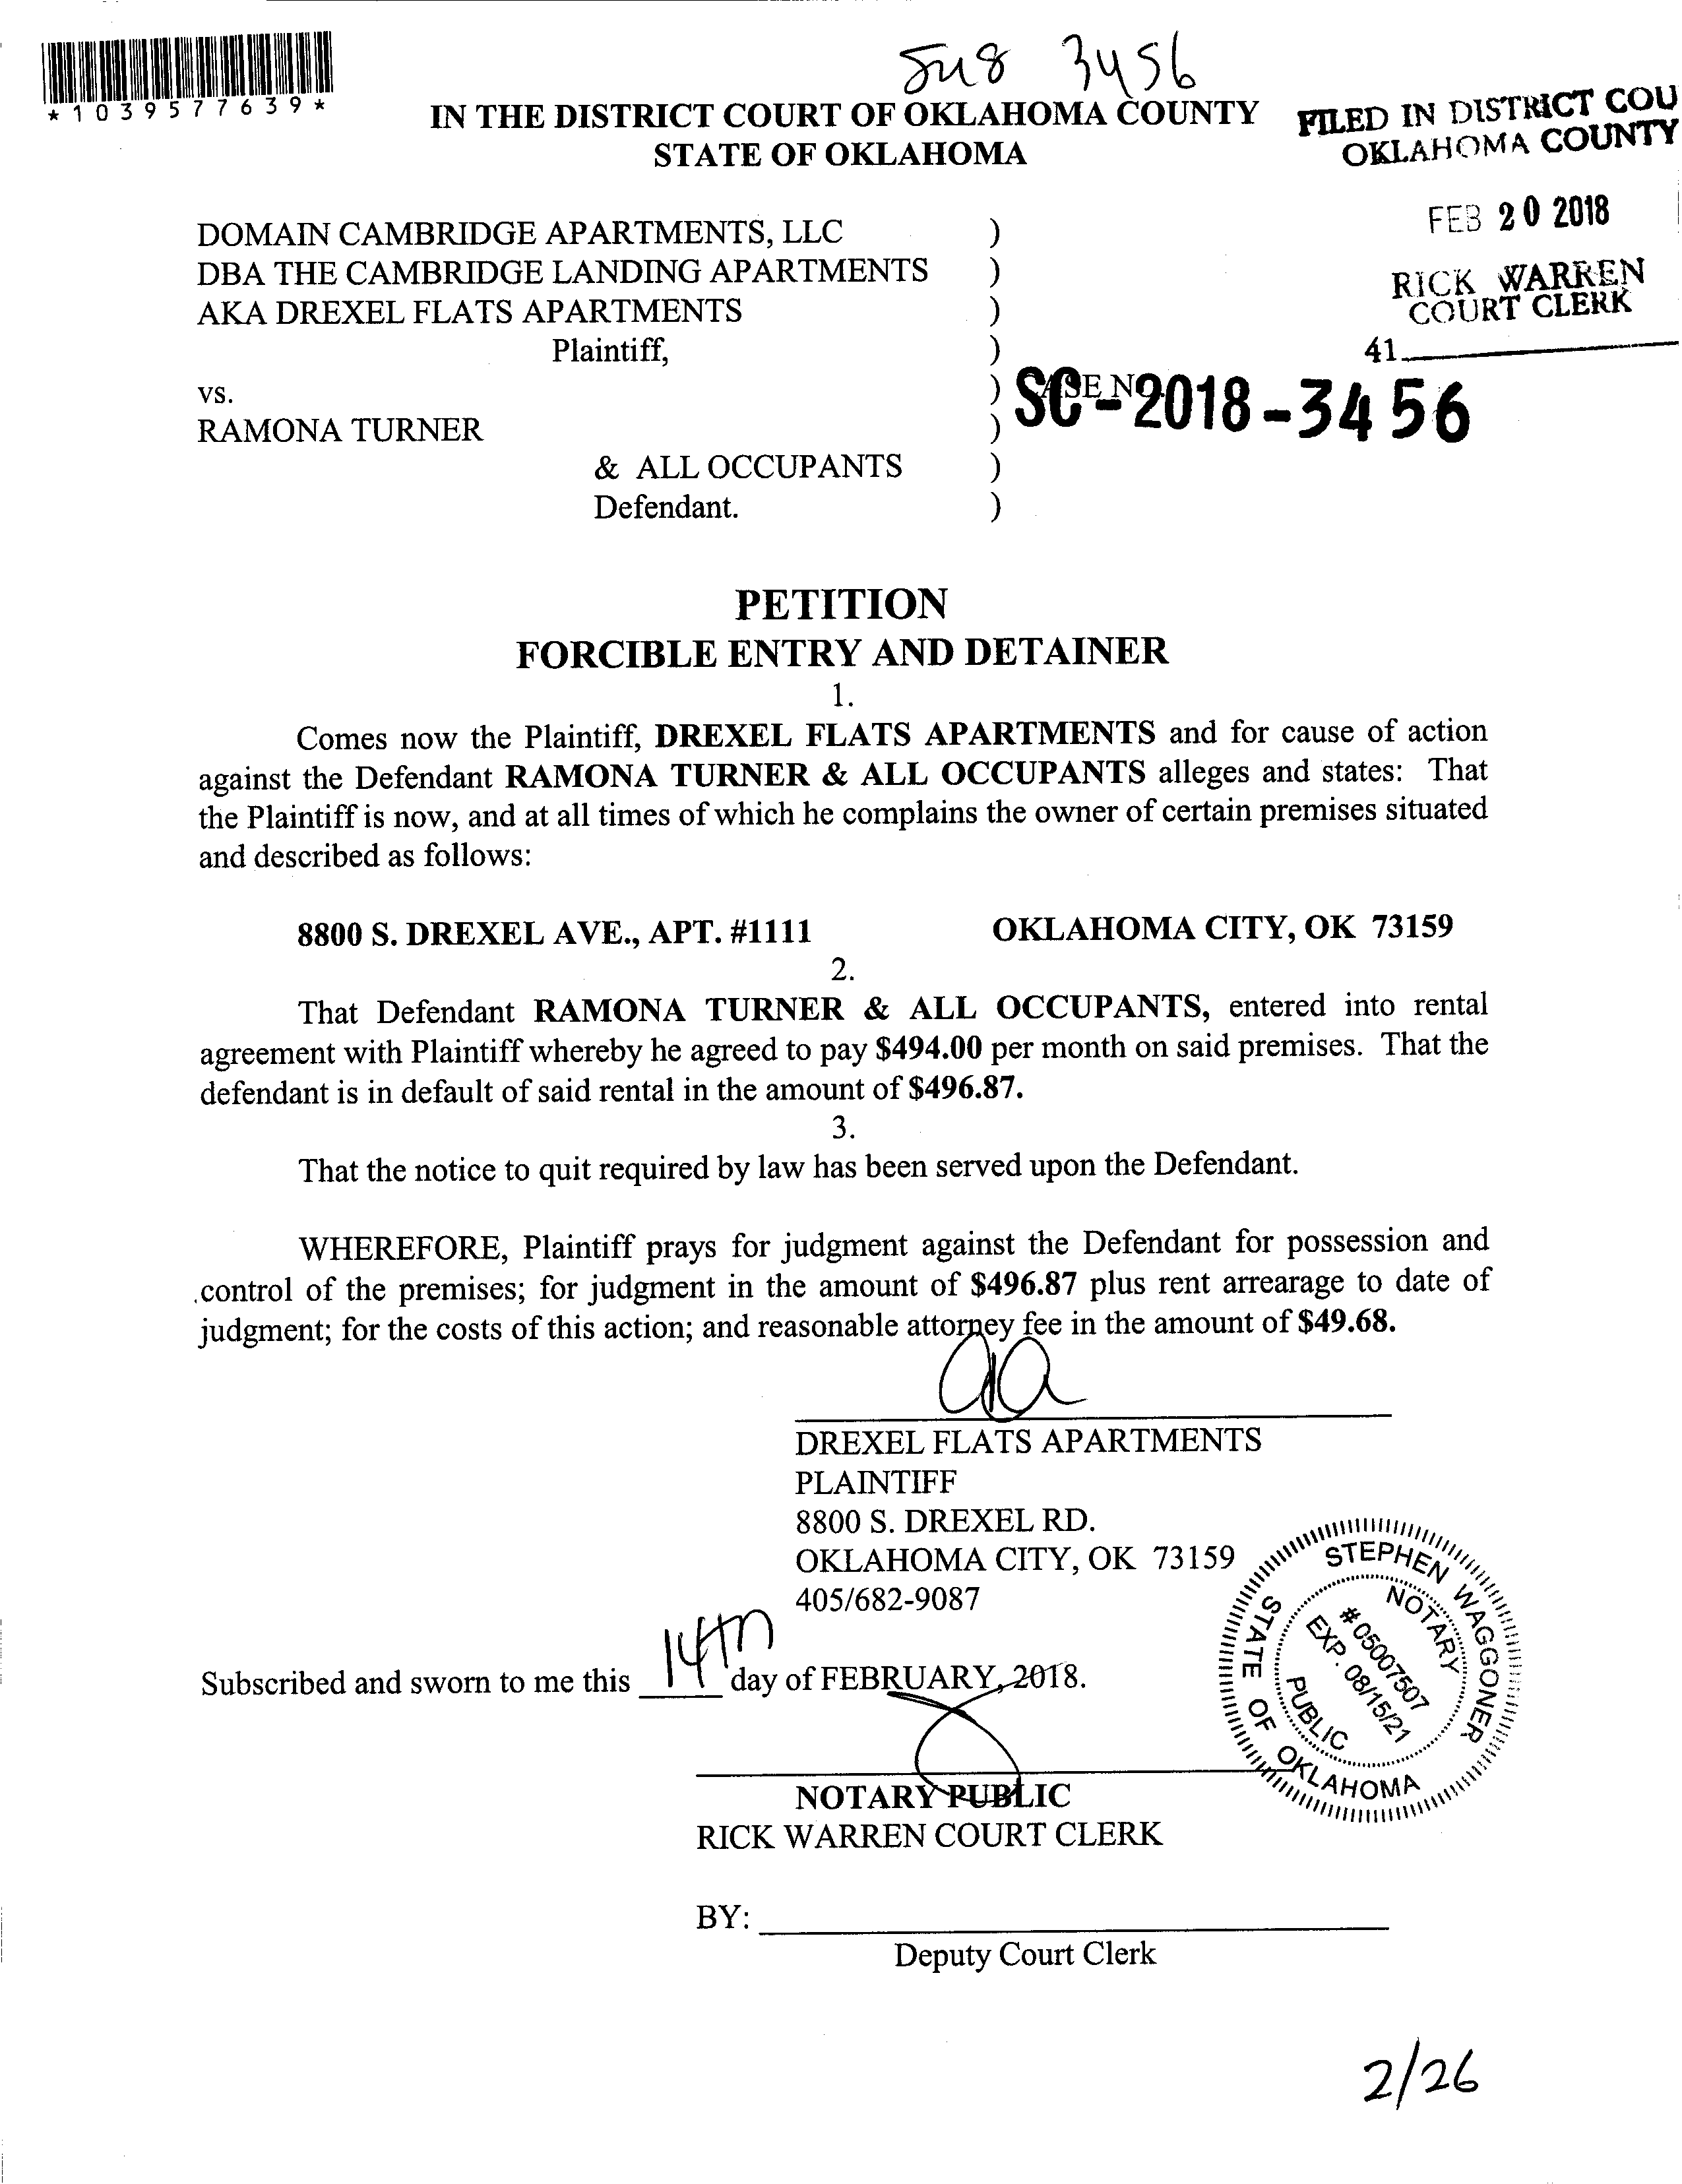 *1039577639*
3456
IN THE DISTRICT COURT OF OKLAHOMA COUNTY
STATE OF OKLAHOMA
FILED IN DISTRICT COU
OKLAHOMA COUNTY
FEB 20 2018
RICK WARREN
COURT CLERK
41
DOMAIN CAMBRIDGE APARTMENTS, LLC )
DBA THE CAMBRIDGE LANDING APARTMENTS )
AKA DREXEL FLATS APARTMENTS )
Plaintiff, )
vs. ) CASE NO.
SC-2018-3456
RAMONA TURNER )
& ALL OCCUPANTS )
Defendant. )
PETITION
FORCIBLE ENTRY AND DETAINER
1.
Comes now the Plaintiff, DREXEL FLATS APARTMENTS and for cause of action
against the Defendant RAMONA TURNER & ALL OCCUPANTS alleges and states: That
the Plaintiff is now, and at all times of which he complains the owner of certain premises situated
and described as follows:
8800 S. DREXEL AVE., APT. #1111 OKLAHOMA CITY, OK 73159
2.
That Defendant RAMONA TURNER & ALL OCCUPANTS, entered into rental
agreement with Plaintiff whereby he agreed to pay $494.00 per month on said premises. That the
defendant is in default of said rental in the amount of $496.87.
3.
That the notice to quit required by law has been served upon the Defendant.
WHEREFORE, Plaintiff prays for judgment against the Defendant for possession and
control of the premises; for judgment in the amount of $496.87 plus rent arrearage to date of
judgment; for the costs of this action; and reasonable attorney fee in the amount of $49.68.
DREXEL FLATS APARTMENTS
PLAINTIFF
8800 S. DREXEL RD.
OKLAHOMA CITY, OK 73159
405/682-9087
Subscribed and sworn to me this 14th day of FEBRUARY, 2018.
STEPHEN WAGGONER
NOTARY
#05007507
EXP. 08/15/21
PUBLIC
STATE OF OKLAHOMA
NOTARY PUBLIC
RICK WARREN COURT CLERK
BY:
Deputy Court Clerk
2/26